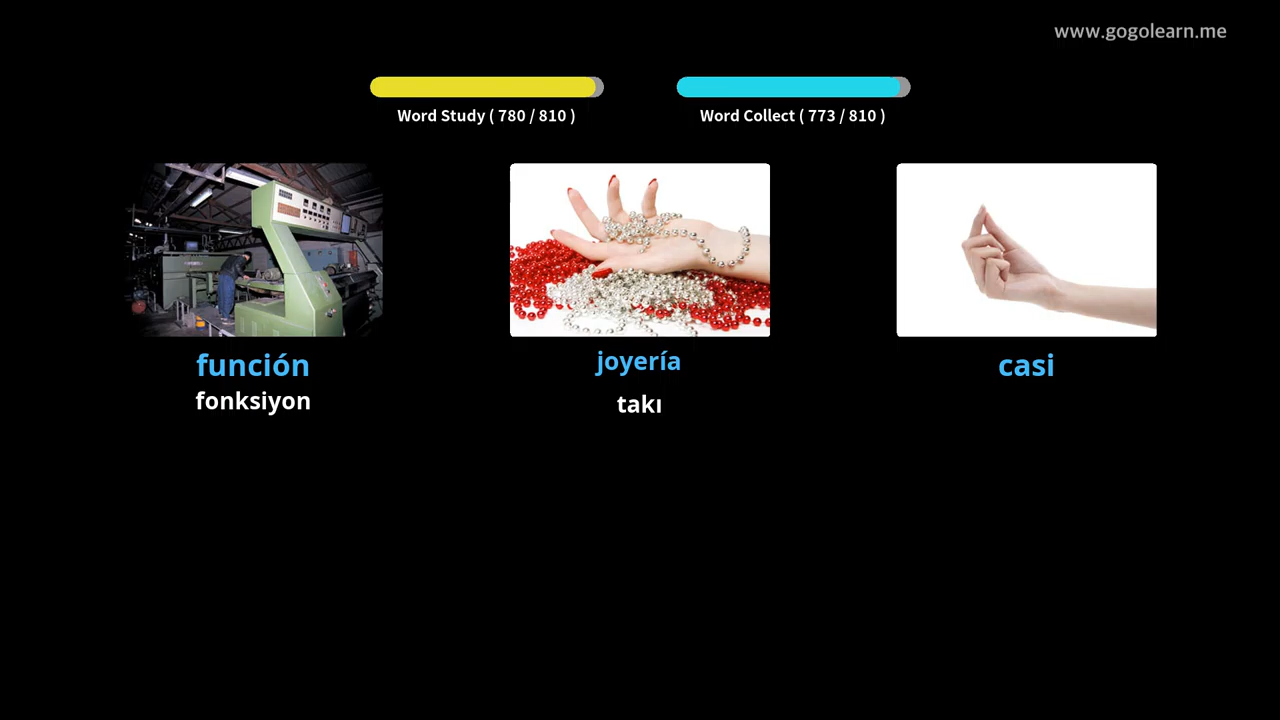 www.gogolearn.me
Word Study ( 780 / 810 )
Word Collect ( 773 / 810 )
función
fonksiyon
joyería
takı
casi